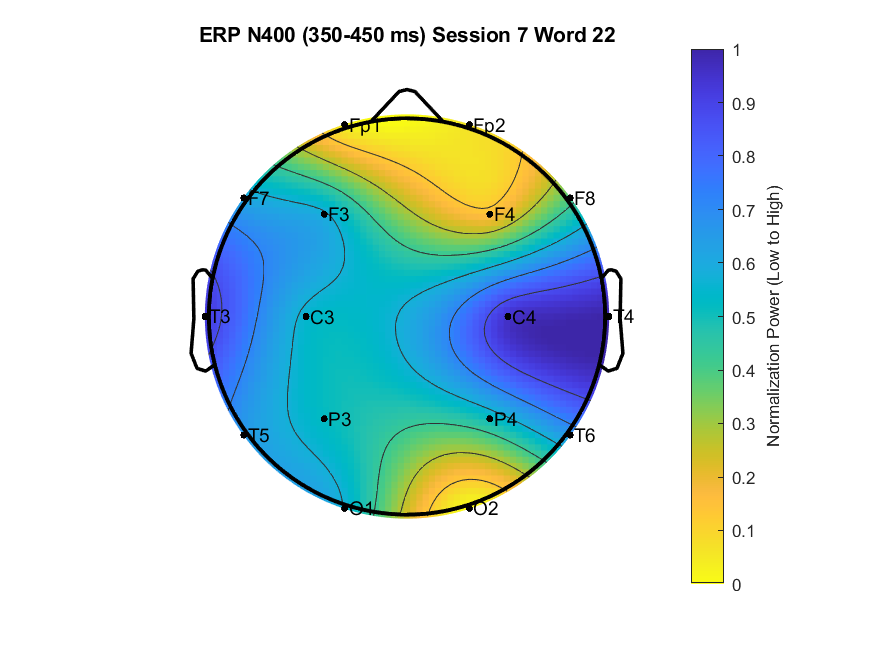 ERP N400 (350-450 ms) Session 7 Word 22
Fp1
Fp2
F7
F3
F4
F8
T3
C3
C4
T4
T5
P3
P4
T6
O1
O2
1
0.9
0.8
0.7
0.6
0.5
0.4
0.3
0.2
0.1
0
Normalization Power (Low to High)